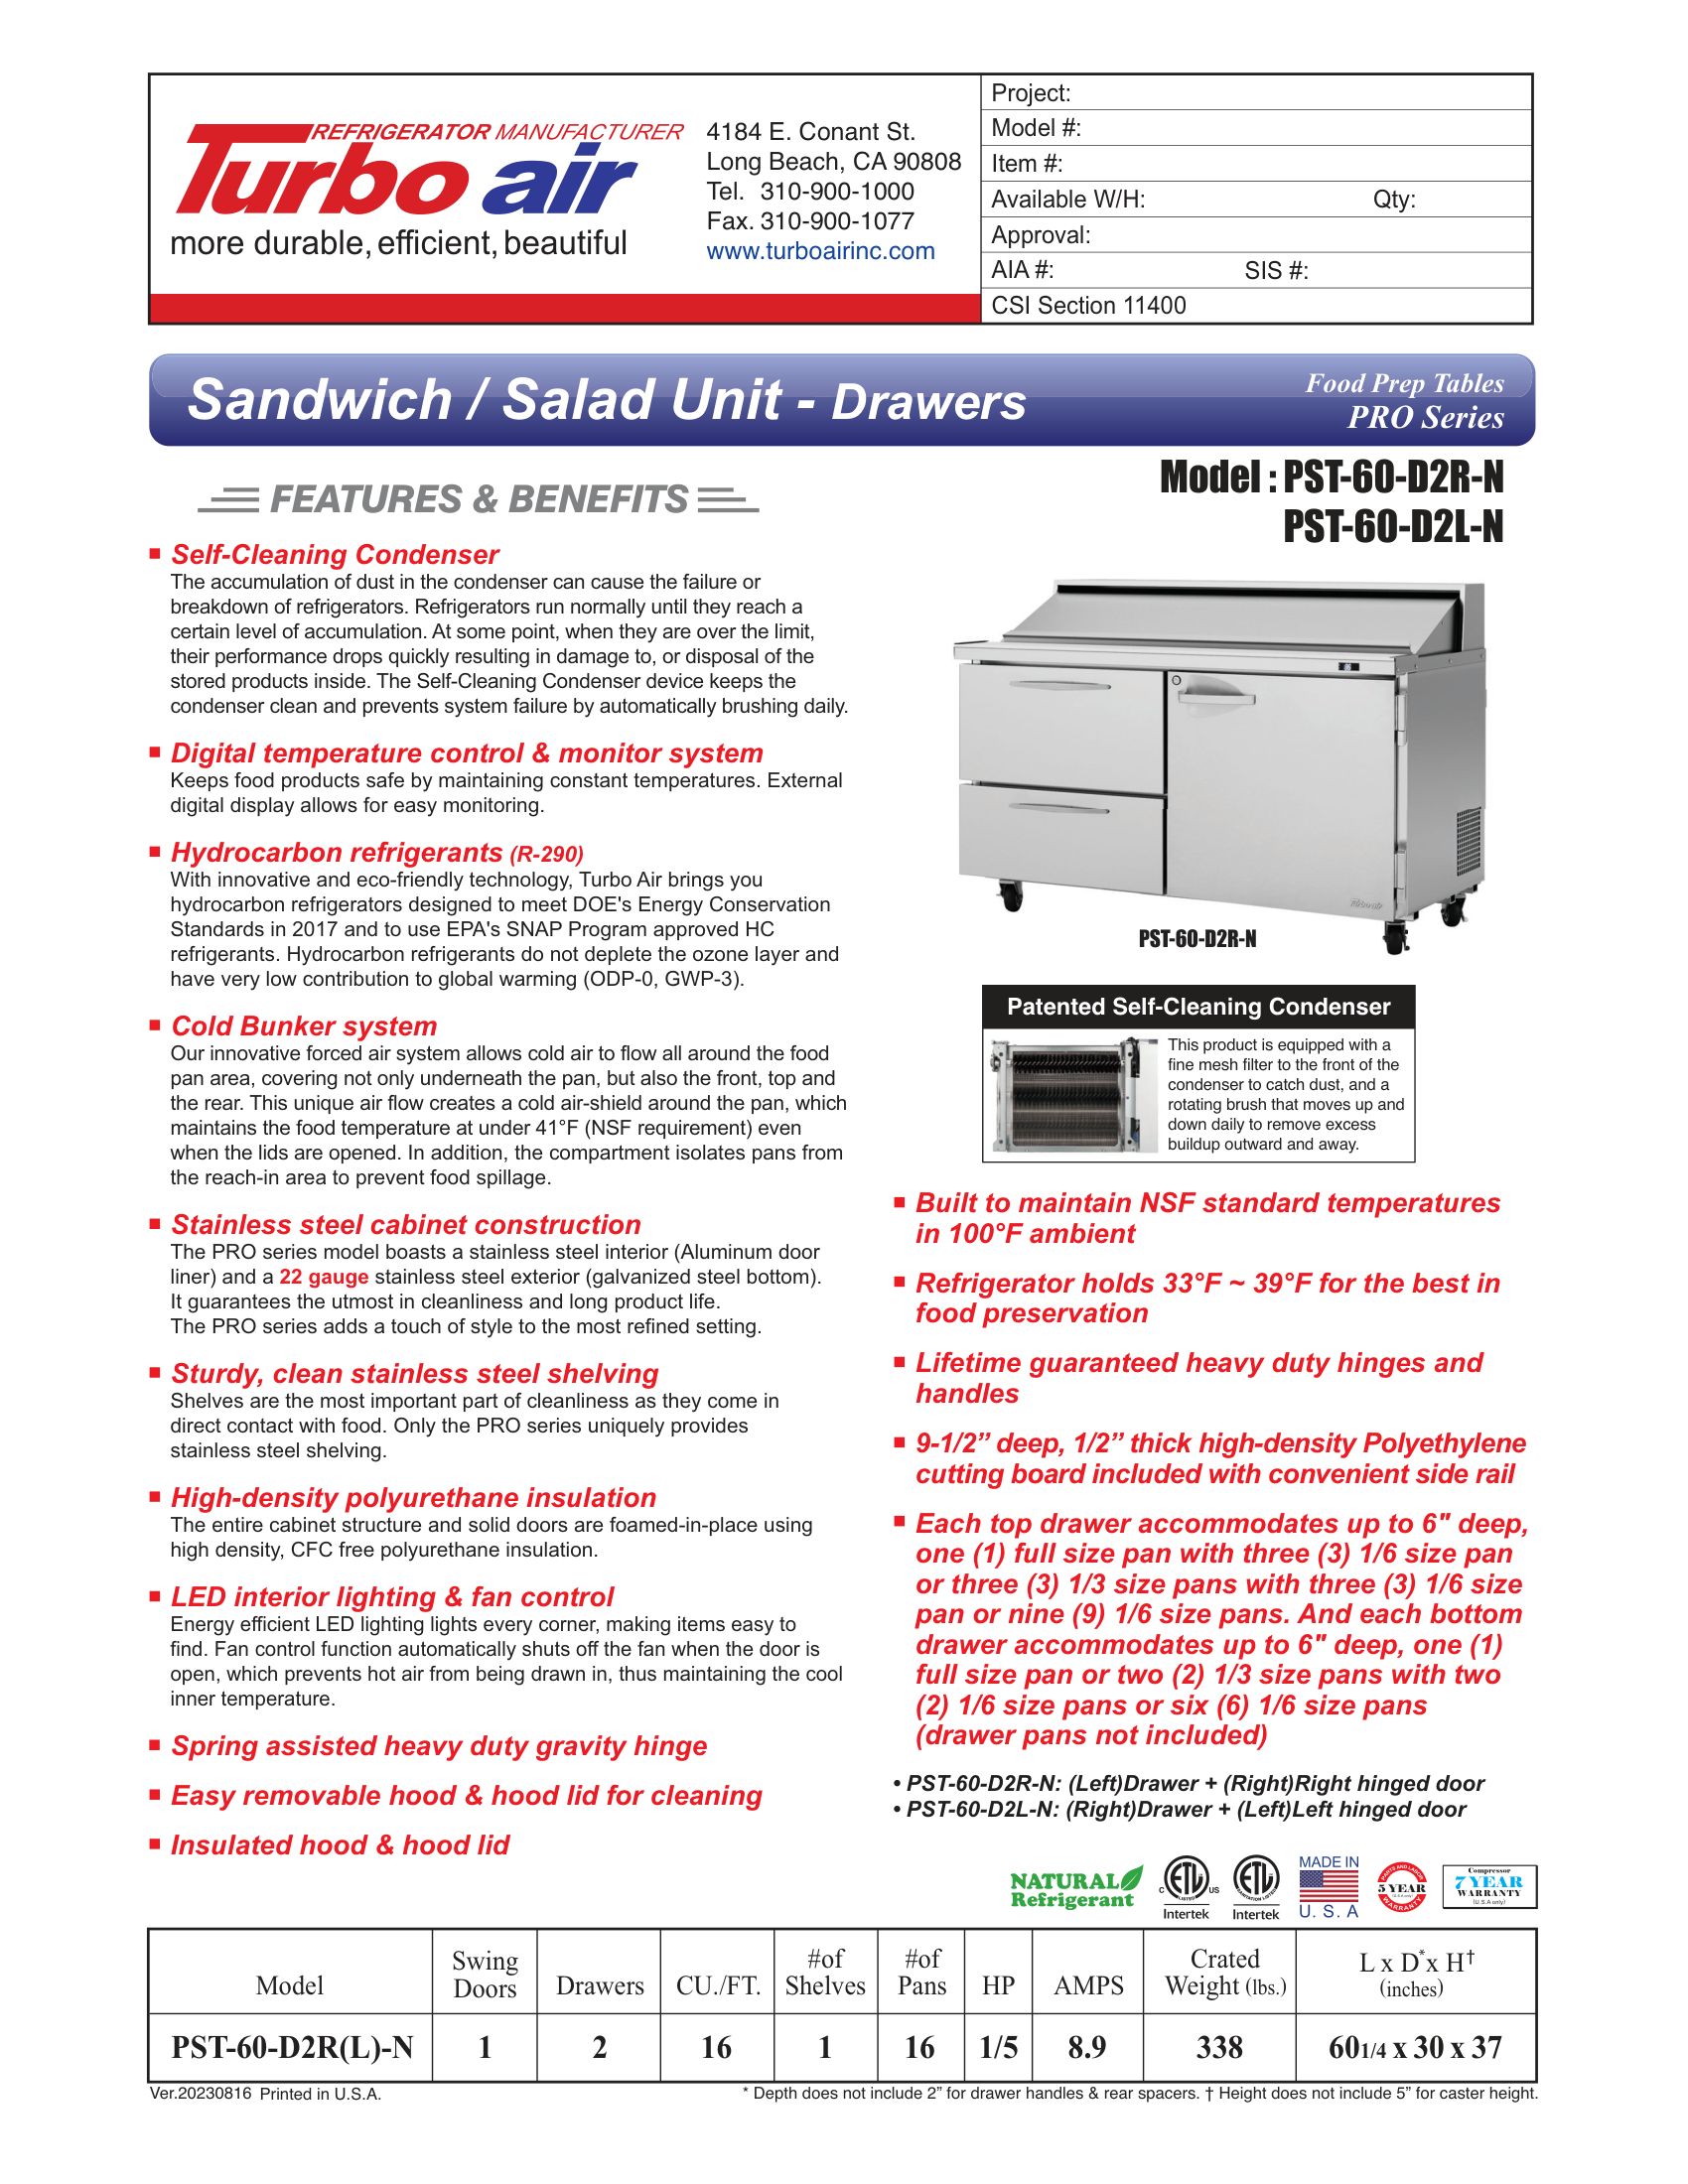 REFRIGERATOR MANUFACTURER
Turbo air
more durable, efficient, beautiful
4184 E. Conant St.
Long Beach, CA 90808
Tel. 310-900-1000
Fax. 310-900-1077
www.turboairinc.com
Project:
Model #:
Item #:
Available W/H: Qty:
Approval:
AIA #: SIS #:
CSI Section 11400
Sandwich / Salad Unit - Drawers
Food Prep Tables
PRO Series
FEATURES & BENEFITS
Model : PST-60-D2R-N
PST-60-D2L-N
Self-Cleaning Condenser
The accumulation of dust in the condenser can cause the failure or
breakdown of refrigerators. Refrigerators run normally until they reach a
certain level of accumulation. At some point, when they are over the limit,
their performance drops quickly resulting in damage to, or disposal of the
stored products inside. The Self-Cleaning Condenser device keeps the
condenser clean and prevents system failure by automatically brushing daily.
Digital temperature control & monitor system
Keeps food products safe by maintaining constant temperatures. External
digital display allows for easy monitoring.
Hydrocarbon refrigerants (R-290)
With innovative and eco-friendly technology, Turbo Air brings you
hydrocarbon refrigerators designed to meet DOE's Energy Conservation
Standards in 2017 and to use EPA's SNAP Program approved HC
refrigerants. Hydrocarbon refrigerants do not deplete the ozone layer and
have very low contribution to global warming (ODP-0, GWP-3).
Cold Bunker system
Our innovative forced air system allows cold air to flow all around the food
pan area, covering not only underneath the pan, but also the front, top and
the rear. This unique air flow creates a cold air-shield around the pan, which
maintains the food temperature at under 41°F (NSF requirement) even
when the lids are opened. In addition, the compartment isolates pans from
the reach-in area to prevent food spillage.
Stainless steel cabinet construction
The PRO series model boasts a stainless steel interior (Aluminum door
liner) and a 22 gauge stainless steel exterior (galvanized steel bottom).
It guarantees the utmost in cleanliness and long product life.
The PRO series adds a touch of style to the most refined setting.
Sturdy, clean stainless steel shelving
Shelves are the most important part of cleanliness as they come in
direct contact with food. Only the PRO series uniquely provides
stainless steel shelving.
High-density polyurethane insulation
The entire cabinet structure and solid doors are foamed-in-place using
high density, CFC free polyurethane insulation.
LED interior lighting & fan control
Energy efficient LED lighting lights every corner, making items easy to
find. Fan control function automatically shuts off the fan when the door is
open, which prevents hot air from being drawn in, thus maintaining the cool
inner temperature.
Spring assisted heavy duty gravity hinge
Easy removable hood & hood lid for cleaning
Insulated hood & hood lid
Turbo air
PST-60-D2R-N
Patented Self-Cleaning Condenser
This product is equipped with a
fine mesh filter to the front of the
condenser to catch dust, and a
rotating brush that moves up and
down daily to remove excess
buildup outward and away.
Built to maintain NSF standard temperatures
in 100°F ambient
Refrigerator holds 33°F ~ 39°F for the best in
food preservation
Lifetime guaranteed heavy duty hinges and
handles
9-1/2” deep, 1/2” thick high-density Polyethylene
cutting board included with convenient side rail
Each top drawer accommodates up to 6" deep,
one (1) full size pan with three (3) 1/6 size pan
or three (3) 1/3 size pans with three (3) 1/6 size
pan or nine (9) 1/6 size pans. And each bottom
drawer accommodates up to 6" deep, one (1)
full size pan or two (2) 1/3 size pans with two
(2) 1/6 size pans or six (6) 1/6 size pans
(drawer pans not included)
• PST-60-D2R-N: (Left)Drawer + (Right)Right hinged door
• PST-60-D2L-N: (Right)Drawer + (Left)Left hinged door
NATURAL
Refrigerant
C ETL US
LISTED
Intertek
ETL
SANITATION LISTED
Intertek
MADE IN
U. S. A
PARTS AND LABOR
5 YEAR
(U.S.A only)
WARRANTY
Compressor
7 YEAR
WARRANTY
(U.S.A only)
Model Swing Doors Drawers CU./FT. #of Shelves #of Pans HP AMPS Crated Weight (lbs.) L x D* x H† (inches)
PST-60-D2R(L)-N 1 2 16 1 16 1/5 8.9 338 60 1/4 x 30 x 37
Ver.20230816 Printed in U.S.A.
* Depth does not include 2” for drawer handles & rear spacers. † Height does not include 5” for caster height.